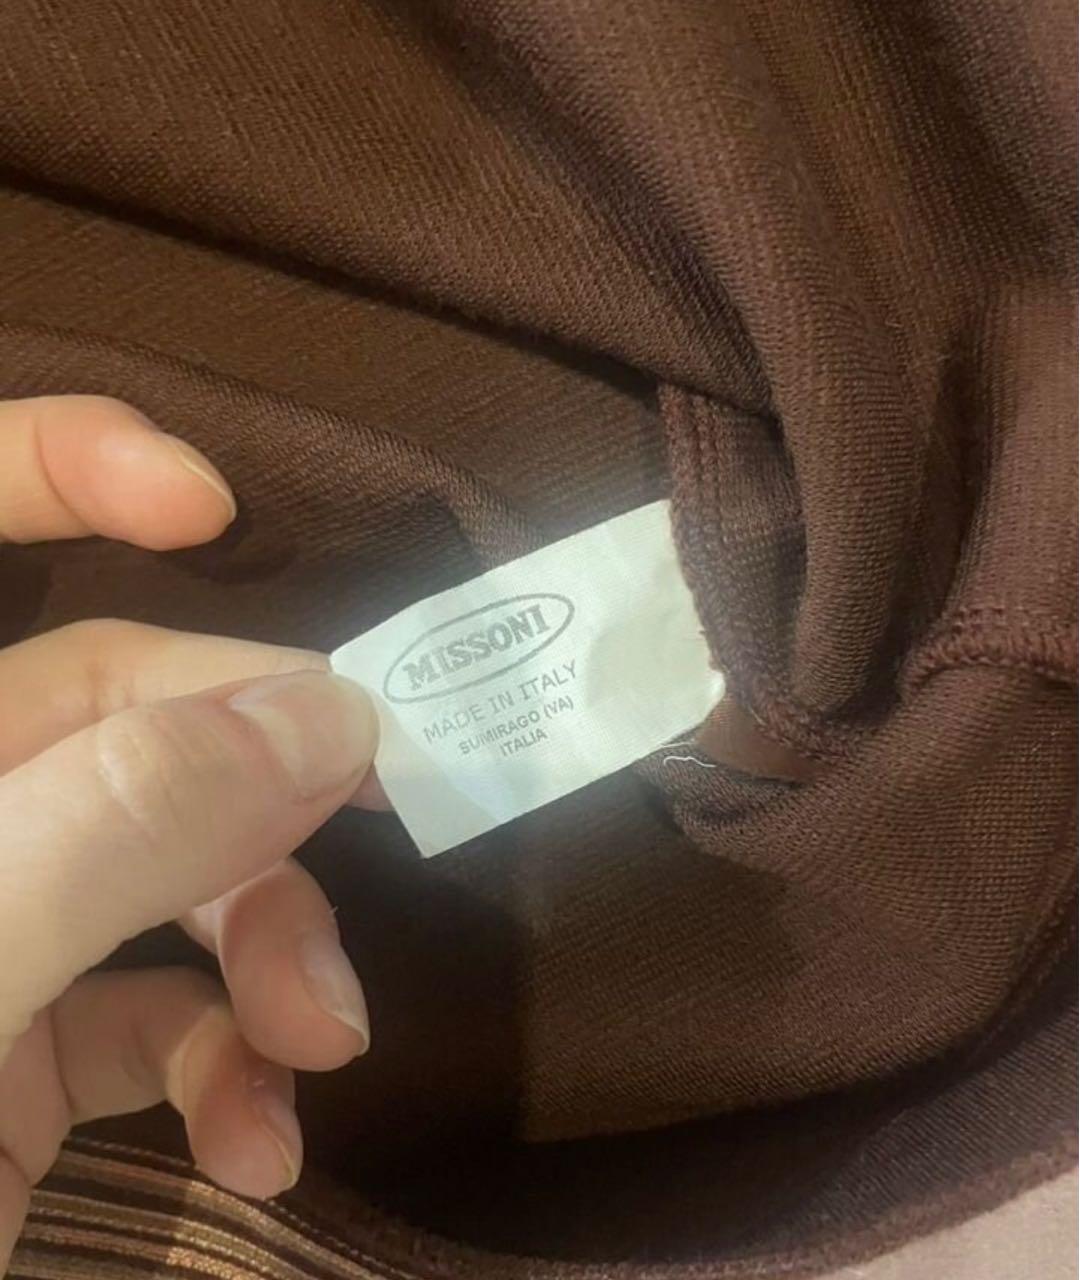 MISSONI
MADE IN ITALY
SUMIRAGO (VA)
ITALIA